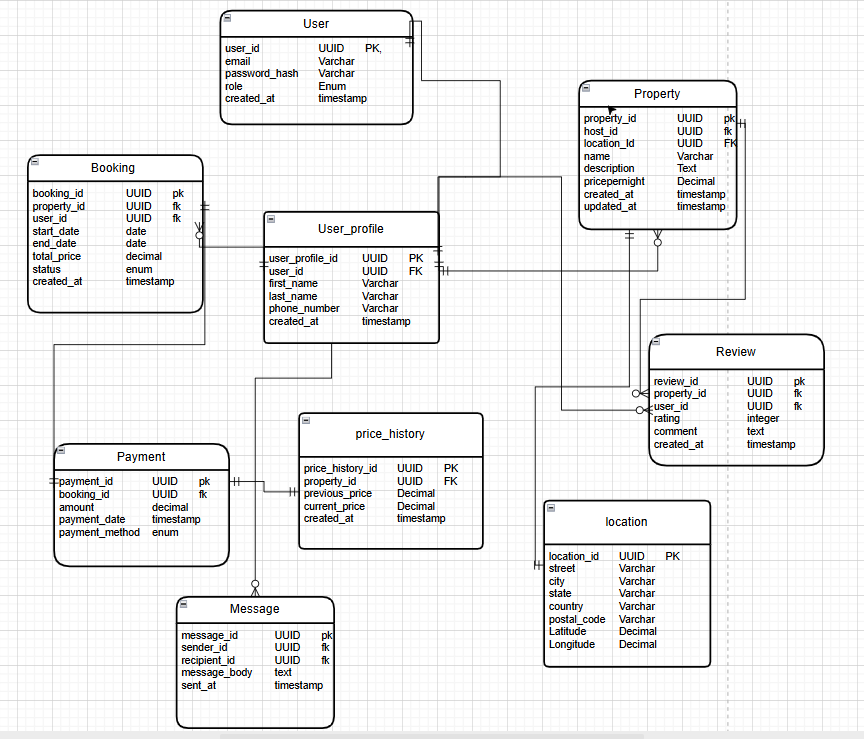 User
user_id UUID PK,
email Varchar
password_hash Varchar
role Enum
created_at timestamp
Property
property_id UUID pk
host_id UUID fk
location_Id UUID FK
name Varchar
description Text
pricepernight Decimal
created_at timestamp
updated_at timestamp
Booking
booking_id UUID pk
property_id UUID fk
user_id UUID fk
start_date date
end_date date
total_price decimal
status enum
created_at timestamp
User_profile
user_profile_id UUID PK
user_id UUID FK
first_name Varchar
last_name Varchar
phone_number Varchar
created_at timestamp
Review
review_id UUID pk
property_id UUID fk
user_id UUID fk
rating integer
comment text
created_at timestamp
Payment
payment_id UUID pk
booking_id UUID fk
amount decimal
payment_date timestamp
payment_method enum
price_history
price_history_id UUID PK
property_id UUID FK
previous_price Decimal
current_price Decimal
created_at timestamp
location
location_id UUID PK
street Varchar
city Varchar
state Varchar
country Varchar
postal_code Varchar
Latitude Decimal
Longitude Decimal
Message
message_id UUID pk
sender_id UUID fk
recipient_id UUID fk
message_body text
sent_at timestamp